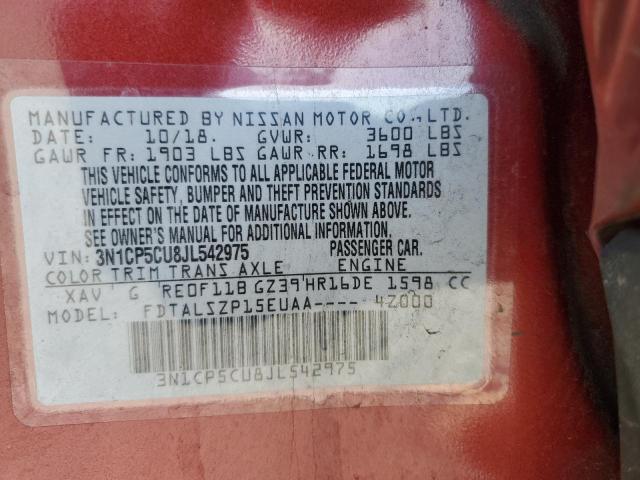 MANUFACTURED BY NISSAN MOTOR CO., LTD.
DATE: 10/18. GVWR: 3600 LBS
GAWR FR: 1903 LBS GAWR RR: 1698 LBS
THIS VEHICLE CONFORMS TO ALL APPLICABLE FEDERAL MOTOR
VEHICLE SAFETY, BUMPER AND THEFT PREVENTION STANDARDS
IN EFFECT ON THE DATE OF MANUFACTURE SHOWN ABOVE.
SEE OWNER'S MANUAL FOR ADDITIONAL INFORMATION.
VIN: 3N1CP5CU8JL542975 PASSENGER CAR.
COLOR TRIM TRANS AXLE ENGINE
XAV G RE0F11B GZ39 HR16DE 1598 CC
MODEL: FDTALSZP15EUAA---- 4Z000
3N1CP5CU8JL542975